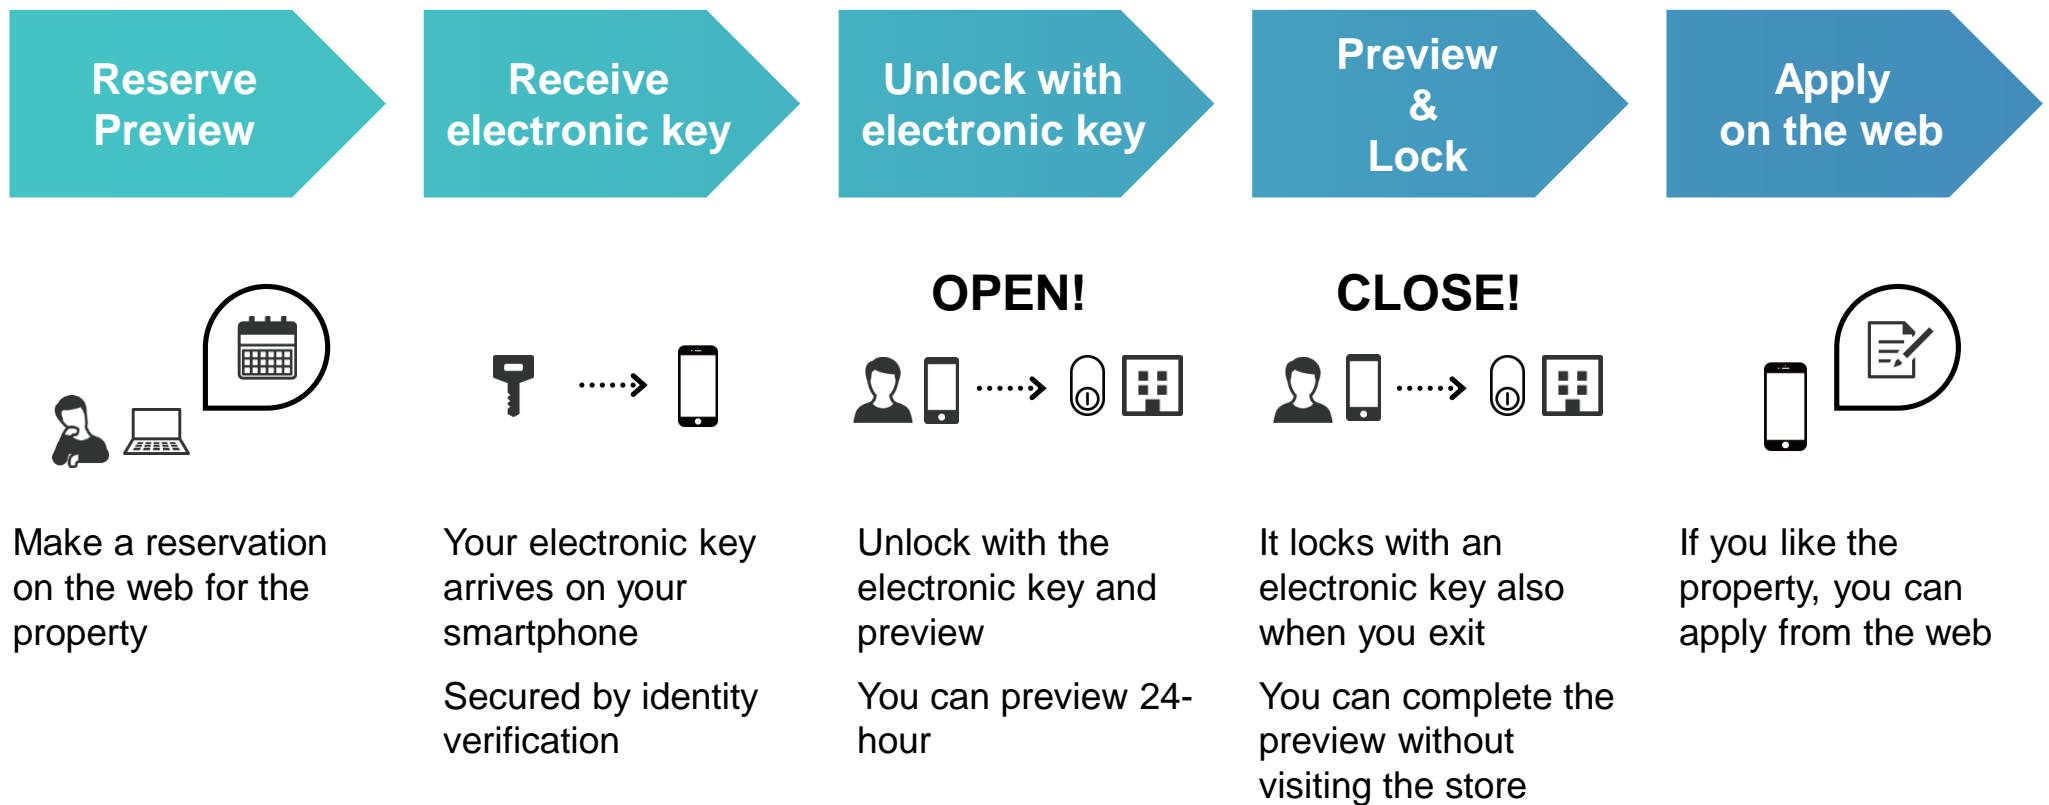 Reserve
Preview
Receive
electronic key
Unlock with
electronic key
Preview
&
Lock
Apply
on the web
OPEN!
CLOSE!
Make a reservation
on the web for the
property
Your electronic key
arrives on your
smartphone
Secured by identity
verification
Unlock with the
electronic key and
preview
You can preview 24-
hour
It locks with an
electronic key also
when you exit
You can complete the
preview without
visiting the store
If you like the
property, you can
apply from the web